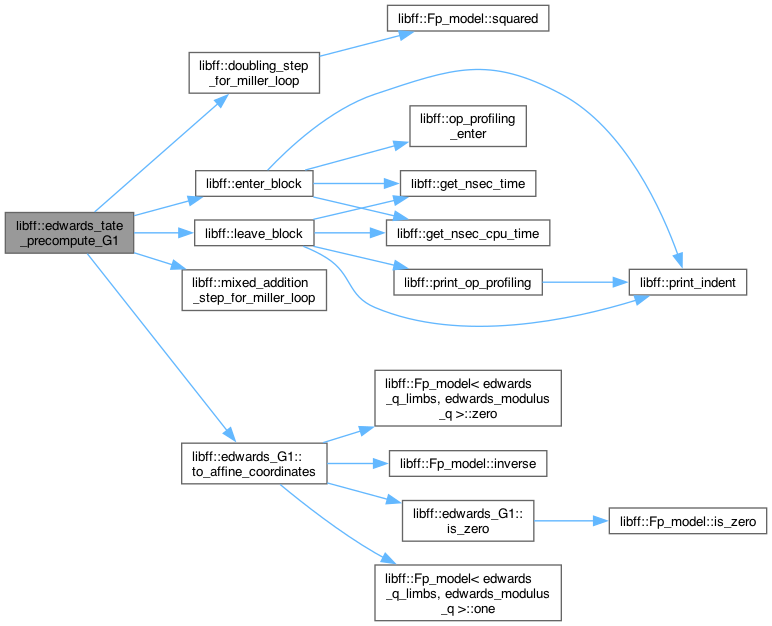 libff::Fp_model::squared
libff::doubling_step
_for_miller_loop
libff::op_profiling
_enter
libff::enter_block
libff::get_nsec_time
libff::edwards_tate
_precompute_G1
libff::leave_block
libff::get_nsec_cpu_time
libff::mixed_addition
_step_for_miller_loop
libff::print_op_profiling
libff::print_indent
libff::Fp_model< edwards
_q_limbs, edwards_modulus
_q >::zero
libff::edwards_G1::
to_affine_coordinates
libff::Fp_model::inverse
libff::edwards_G1::
is_zero
libff::Fp_model::is_zero
libff::Fp_model< edwards
_q_limbs, edwards_modulus
_q >::one